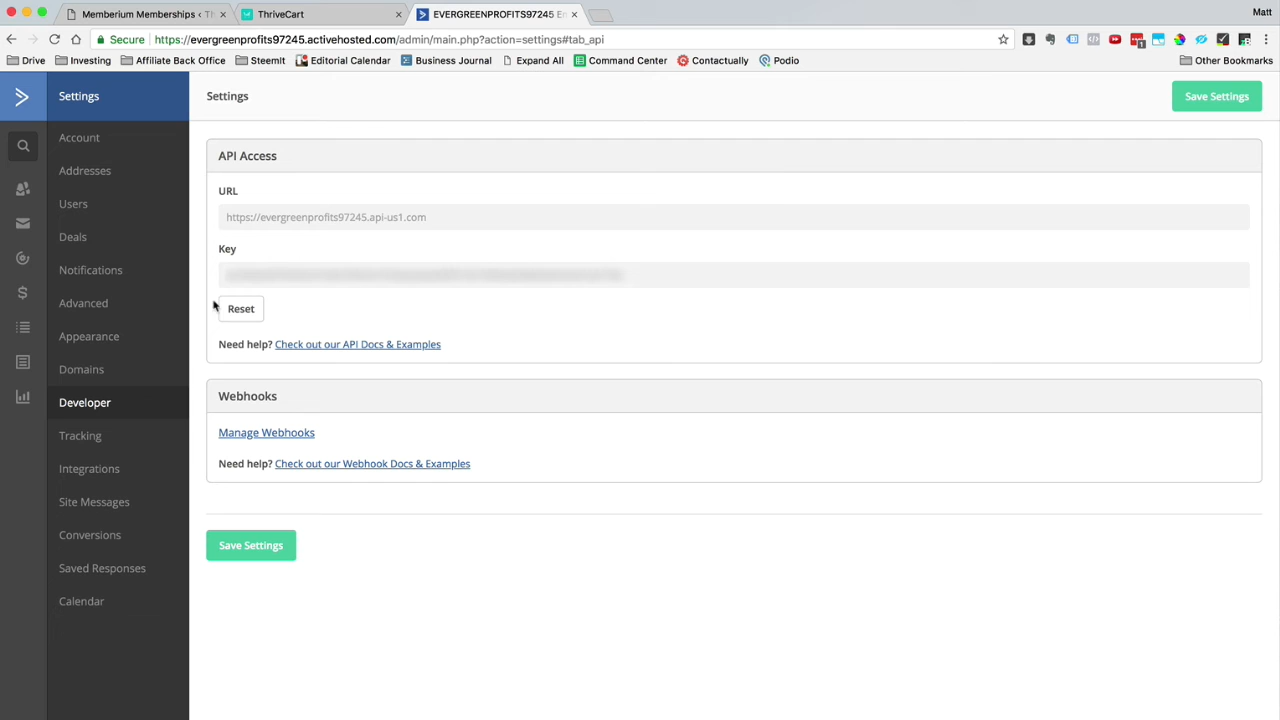 Memberium Memberships ‹ Th
ThriveCart
EVERGREENPROFITS97245 Em
Matt
Secure
https://evergreenprofits97245.activehosted.com/admin/main.php?action=settings#tab_api
Drive
Investing
Affiliate Back Office
SteemIt
Editorial Calendar
Business Journal
Expand All
Command Center
Contactually
Podio
Other Bookmarks
Settings
Account
Addresses
Users
Deals
Notifications
Advanced
Appearance
Domains
Developer
Tracking
Integrations
Site Messages
Conversions
Saved Responses
Calendar
Settings
Save Settings
API Access
URL
https://evergreenprofits97245.api-us1.com
Key
Reset
Need help? Check out our API Docs & Examples
Webhooks
Manage Webhooks
Need help? Check out our Webhook Docs & Examples
Save Settings